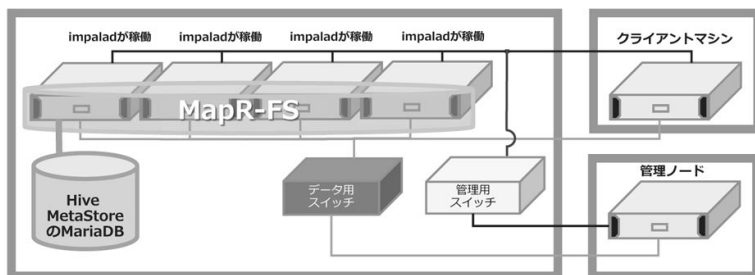 impaladが稼働
impaladが稼働
impaladが稼働
impaladが稼働
クライアントマシン
MapR-FS
Hive
MetaStore
のMariaDB
データ用
スイッチ
管理用
スイッチ
管理ノード